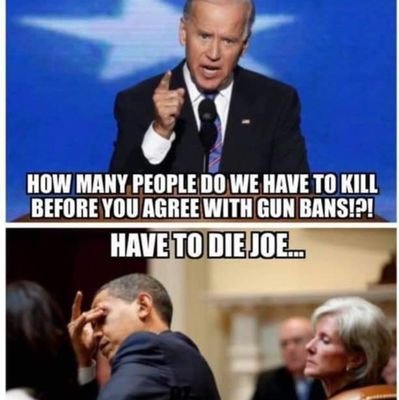 HOW MANY PEOPLE DO WE HAVE TO KILL
BEFORE YOU AGREE WITH GUN BANS!?!
HAVE TO DIE JOE...